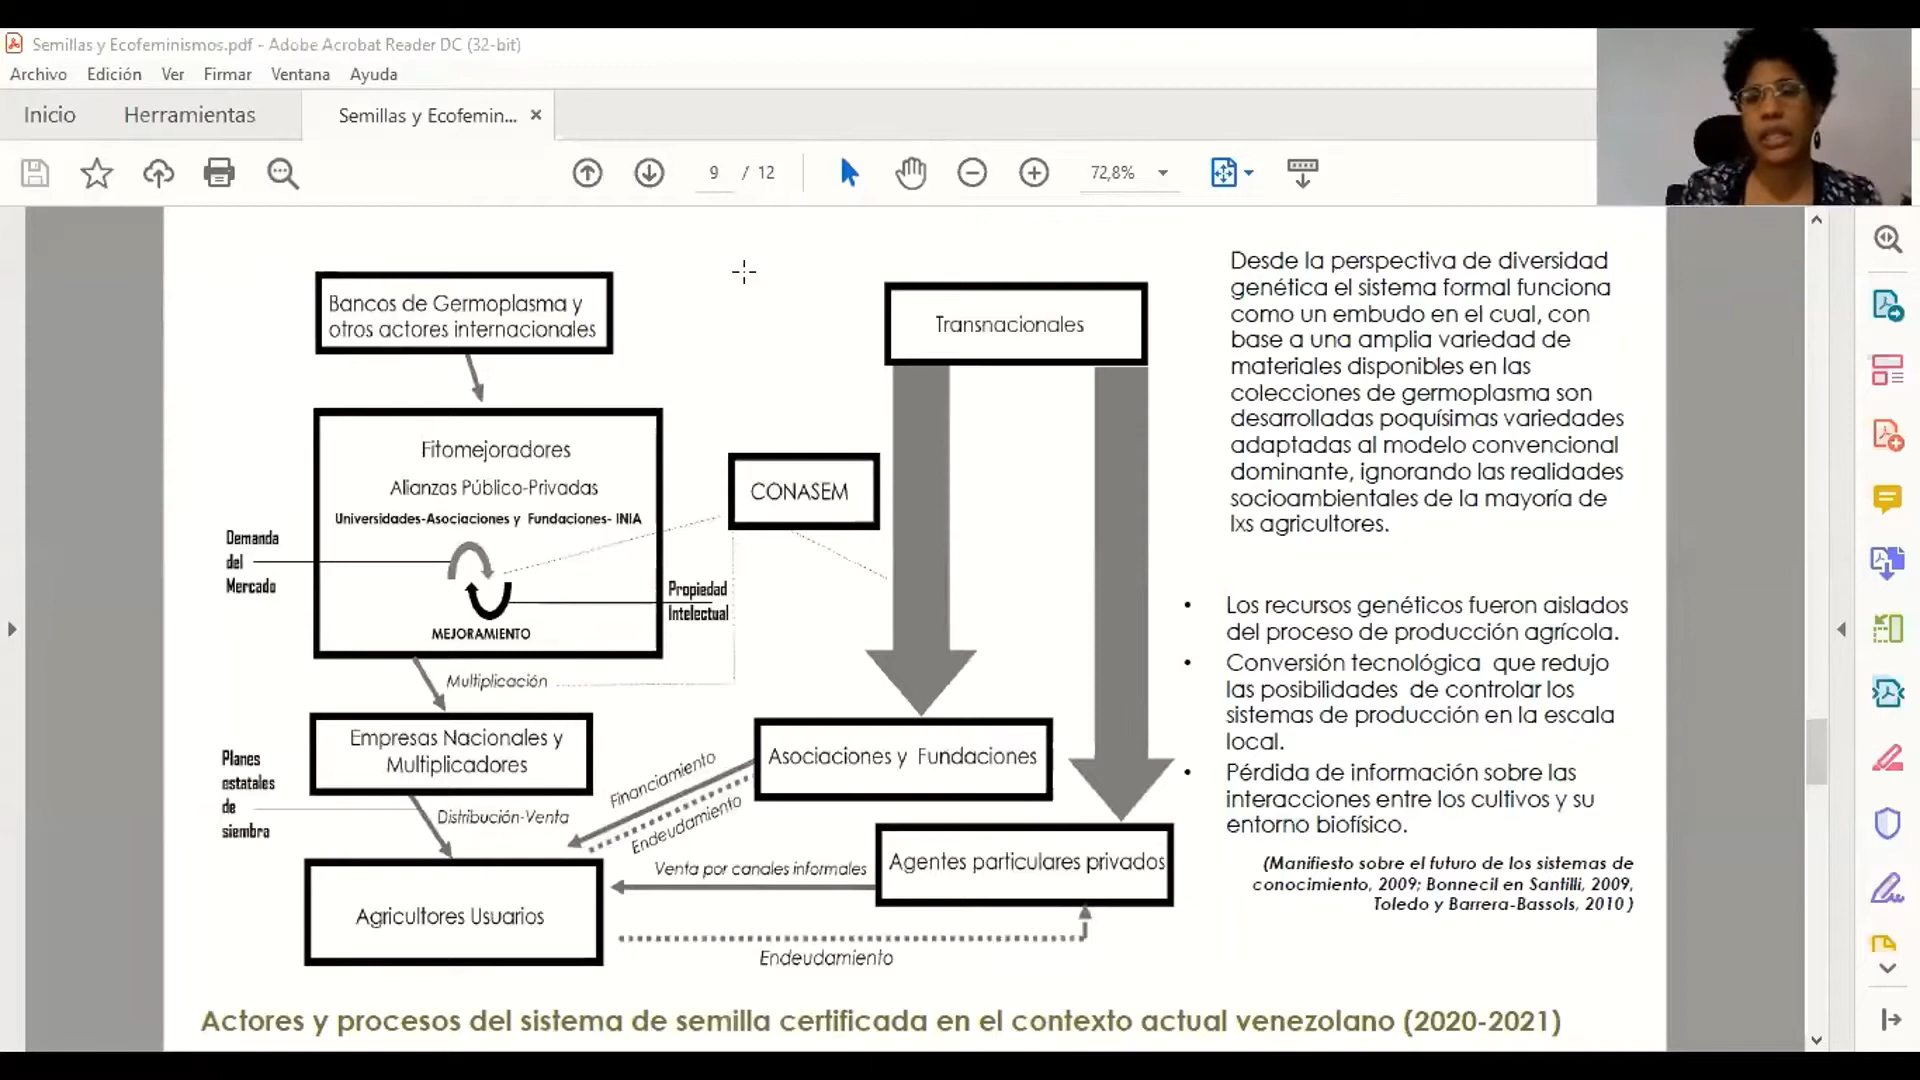 Semillas y Ecofeminismos.pdf - Adobe Acrobat Reader DC (32-bit)
Archivo Edición Ver Firmar Ventana Ayuda
Inicio Herramientas Semillas y Ecofemin... ×
9 / 12 72,8%
Bancos de Germoplasma y
otros actores internacionales
Transnacionales
Fitomejoradores
Alianzas Público-Privadas
Universidades-Asociaciones y Fundaciones- INIA
CONASEM
Demanda
del
Mercado
Propiedad
Intelectual
MEJORAMIENTO
Multiplicación
Empresas Nacionales y
Multiplicadores
Asociaciones y Fundaciones
Planes
estatales
de
siembra
Financiamiento
Endeudamiento
Distribución-Venta
Venta por canales informales
Agentes particulares privados
Agricultores Usuarios
Endeudamiento
Desde la perspectiva de diversidad
genética el sistema formal funciona
como un embudo en el cual, con
base a una amplia variedad de
materiales disponibles en las
colecciones de germoplasma son
desarrolladas poquísimas variedades
adaptadas al modelo convencional
dominante, ignorando las realidades
socioambientales de la mayoría de
lxs agricultores.
• Los recursos genéticos fueron aislados
del proceso de producción agrícola.
• Conversión tecnológica que redujo
las posibilidades de controlar los
sistemas de producción en la escala
local.
• Pérdida de información sobre las
interacciones entre los cultivos y su
entorno biofísico.
(Manifiesto sobre el futuro de los sistemas de
conocimiento, 2009; Bonnecil en Santilli, 2009,
Toledo y Barrera-Bassols, 2010)
Actores y procesos del sistema de semilla certificada en el contexto actual venezolano (2020-2021)